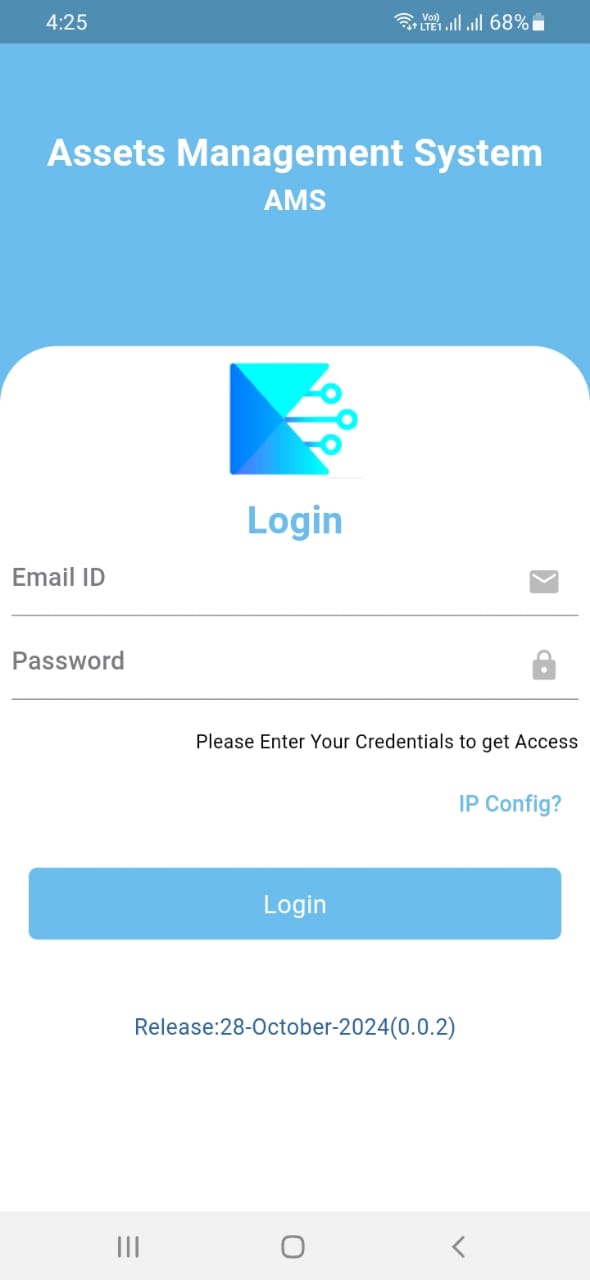 4:25
Vo))
LTE1
68%
Assets Management System
AMS
Login
Email ID
Password
Please Enter Your Credentials to get Access
IP Config?
Login
Release:28-October-2024(0.0.2)